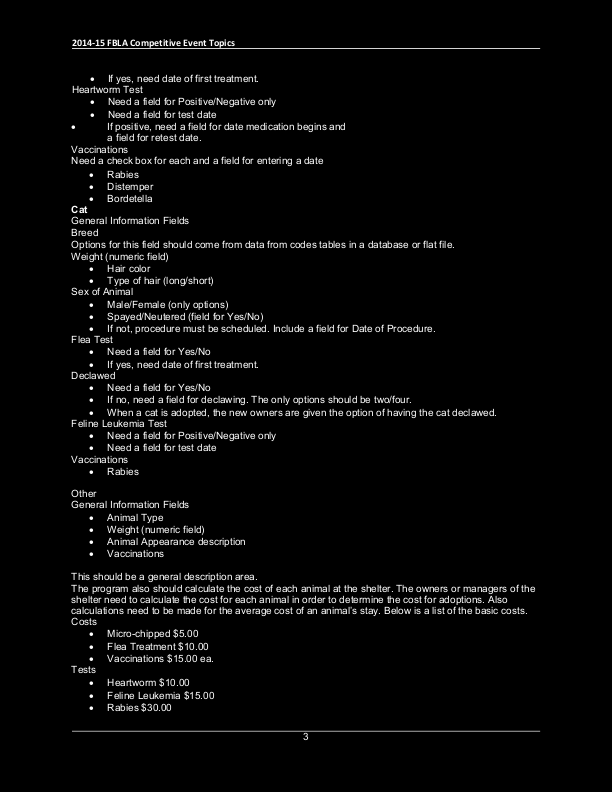 2014-15 FBLA Competitive Event Topics
• If yes, need date of first treatment.
Heartworm Test
• Need a field for Positive/Negative only
• Need a field for test date
• If positive, need a field for date medication begins and
a field for retest date.
Vaccinations
Need a check box for each and a field for entering a date
• Rabies
• Distemper
• Bordetella
Cat
General Information Fields
Breed
Options for this field should come from data from codes tables in a database or flat file.
Weight (numeric field)
• Hair color
• Type of hair (long/short)
Sex of Animal
• Male/Female (only options)
• Spayed/Neutered (field for Yes/No)
• If not, procedure must be scheduled. Include a field for Date of Procedure.
Flea Test
• Need a field for Yes/No
• If yes, need date of first treatment.
Declawed
• Need a field for Yes/No
• If no, need a field for declawing. The only options should be two/four.
• When a cat is adopted, the new owners are given the option of having the cat declawed.
Feline Leukemia Test
• Need a field for Positive/Negative only
• Need a field for test date
Vaccinations
• Rabies
Other
General Information Fields
• Animal Type
• Weight (numeric field)
• Animal Appearance description
• Vaccinations
This should be a general description area.
The program also should calculate the cost of each animal at the shelter. The owners or managers of the
shelter need to calculate the cost for each animal in order to determine the cost for adoptions. Also
calculations need to be made for the average cost of an animal's stay. Below is a list of the basic costs.
Costs
• Micro-chipped $5.00
• Flea Treatment $10.00
• Vaccinations $15.00 ea.
Tests
• Heartworm $10.00
• Feline Leukemia $15.00
• Rabies $30.00
3